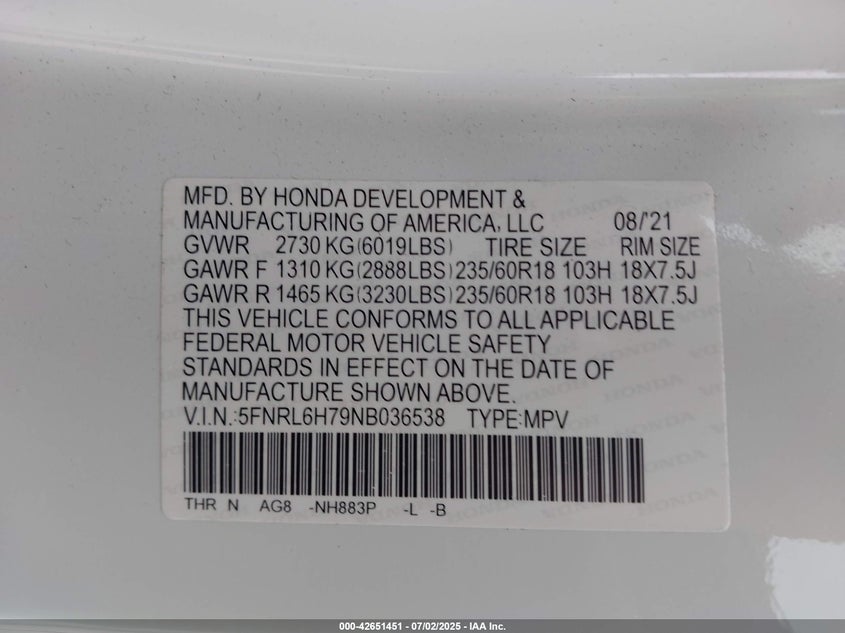 MFD. BY HONDA DEVELOPMENT &
MANUFACTURING OF AMERICA, LLC 08/'21
GVWR 2730 KG(6019LBS) TIRE SIZE RIM SIZE
GAWR F 1310 KG(2888LBS) 235/60R18 103H 18X7.5J
GAWR R 1465 KG(3230LBS) 235/60R18 103H 18X7.5J
THIS VEHICLE CONFORMS TO ALL APPLICABLE
FEDERAL MOTOR VEHICLE SAFETY
STANDARDS IN EFFECT ON THE DATE OF
MANUFACTURE SHOWN ABOVE.
V.I.N.:5FNRL6H79NB036538 TYPE:MPV
THR N AG8 -NH883P -L -B
000-42651451 - 07/02/2025 - IAA Inc.